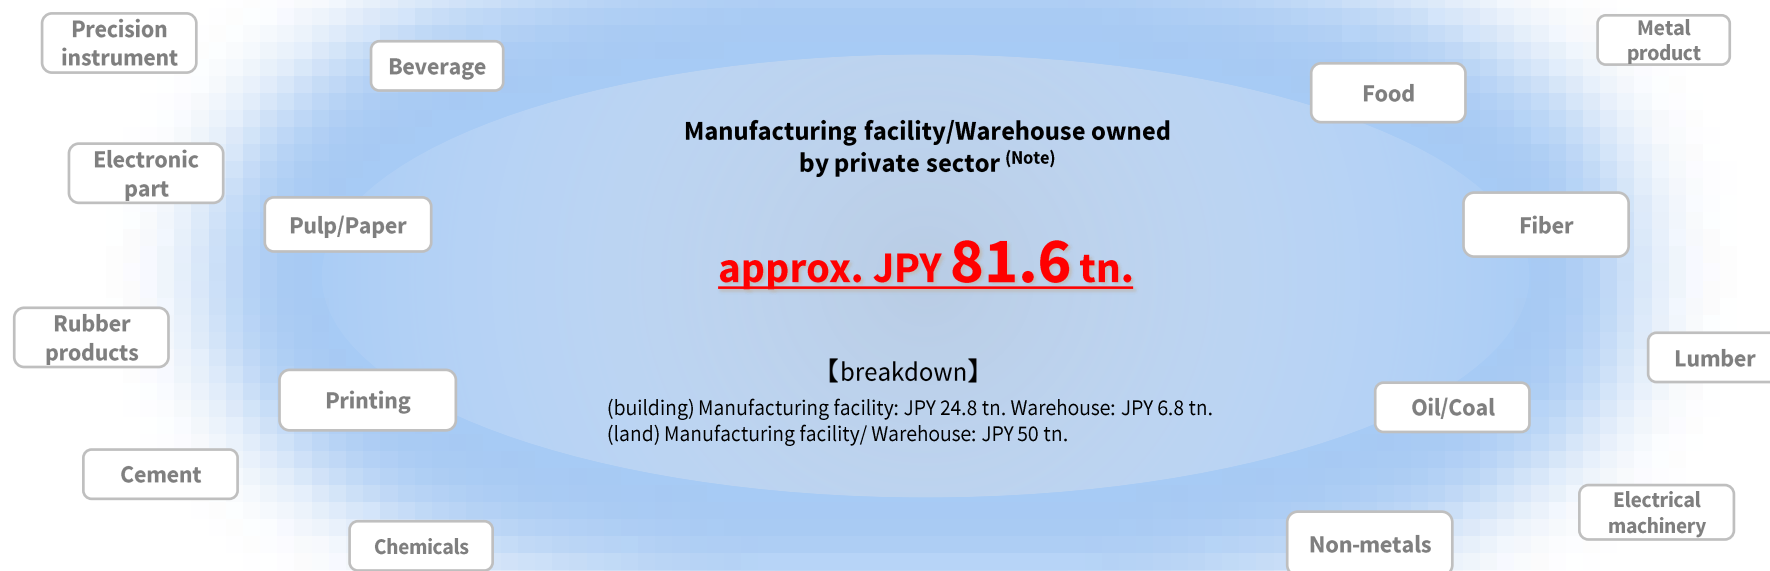 Precision
instrument
Beverage
Metal
product
Food
Manufacturing facility/Warehouse owned
by private sector (Note)
Electronic
part
Pulp/Paper
Fiber
approx. JPY 81.6 tn.
Rubber
products
Lumber
【breakdown】
Printing
Oil/Coal
(building) Manufacturing facility: JPY 24.8 tn. Warehouse: JPY 6.8 tn.
(land) Manufacturing facility/ Warehouse: JPY 50 tn.
Cement
Electrical
machinery
Chemicals
Non-metals